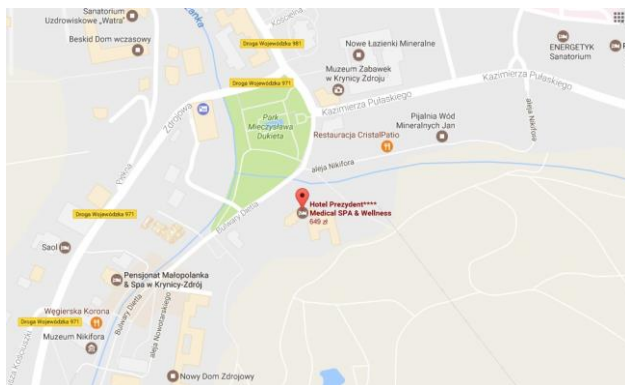 Sanatorium
Uzdrowiskowe „Watra"
Beskid Dom wczasowy
Kościelna
Droga Wojewódzka 981
Nowe Łazienki Mineralne
ENERGETYK
Sanatorium
Droga Wojewódzka 971
Muzeum Zabawek
w Krynicy Zdroju
Kazimierza Pułaskiego
Zdrojowa
Park
Mieczysława
Dukieta
Kazimierza Pułaskiego
Pijalnia Wód
Mineralnych Jan
Restauracja CristalPatio
aleja Nikifora
aleja Nikifora
Piękna
Hotel Prezydent****
Medical SPA & Wellness
649 zł
Droga Wojewódzka 971
Bulwary Dietla
Saol
Pensjonat Małopolanka
& Spa w Krynicy-Zdrój
Węgierska Korona
Droga Wojewódzka 971
Bulwary Dietla
aleja Nowotarskiego
Muzeum Nikifora
Nowy Dom Zdrojowy